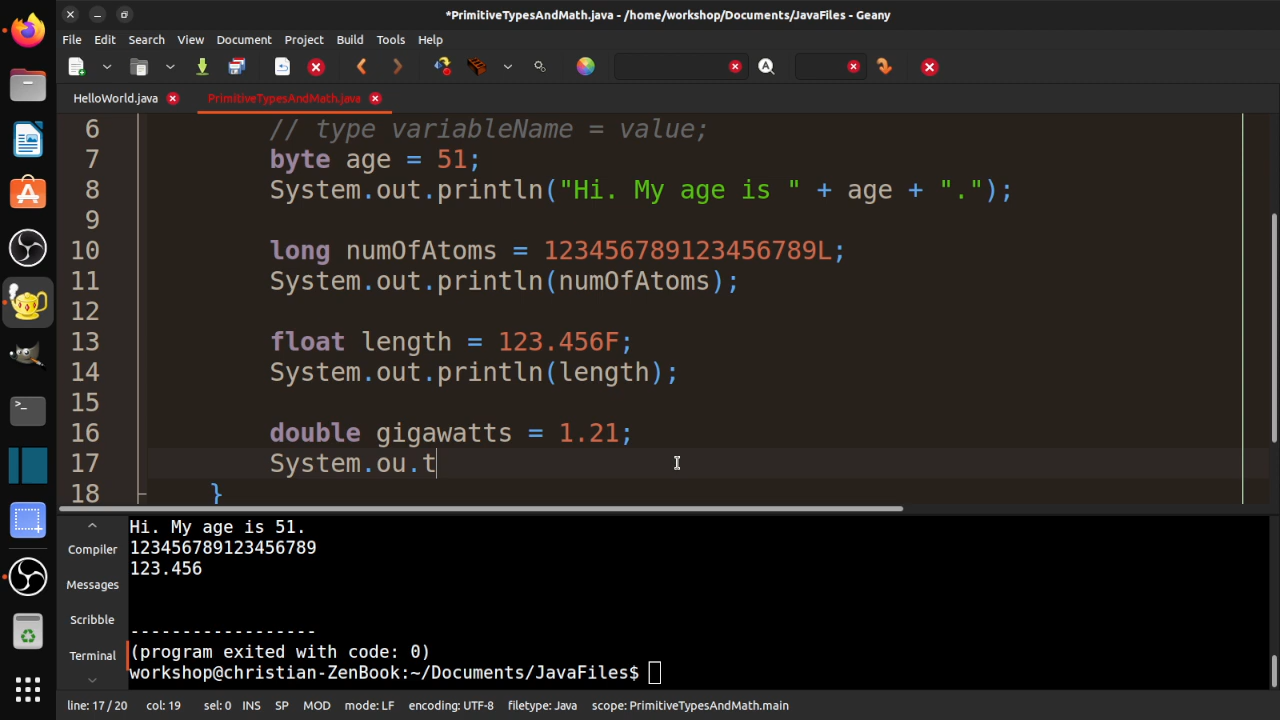 *PrimitiveTypesAndMath.java - /home/workshop/Documents/JavaFiles - Geany
File Edit Search View Document Project Build Tools Help
HelloWorld.java PrimitiveTypesAndMath.java
6 // type variableName = value;
7 byte age = 51;
8 System.out.println("Hi. My age is " + age + ".");
9
10 long numOfAtoms = 123456789123456789L;
11 System.out.println(numOfAtoms);
12
13 float length = 123.456F;
14 System.out.println(length);
15
16 double gigawatts = 1.21;
17 System.ou.t
18 }
Compiler
Messages
Scribble
Terminal
Hi. My age is 51.
123456789123456789
123.456
------------------
(program exited with code: 0)
workshop@christian-ZenBook:~/Documents/JavaFiles$
line: 17 / 20 col: 19 sel: 0 INS SP MOD mode: LF encoding: UTF-8 filetype: Java scope: PrimitiveTypesAndMath.main